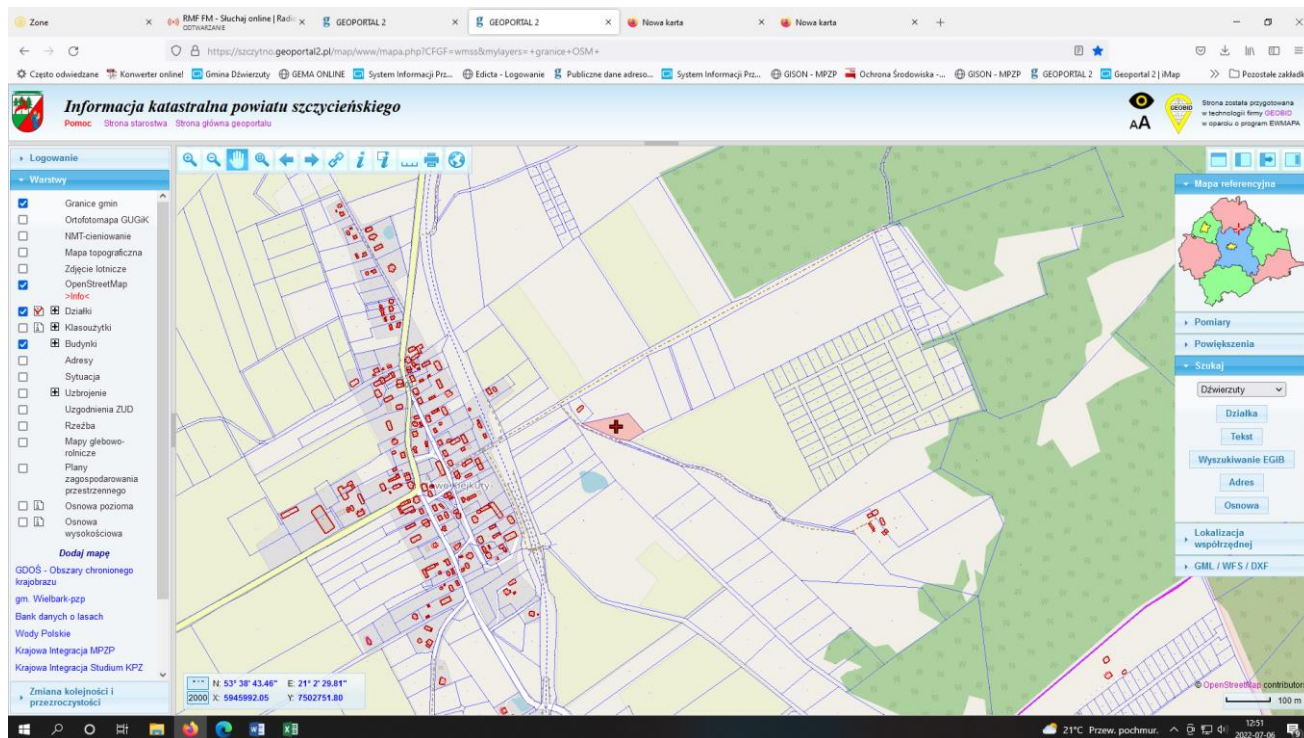 Zone
RMF FM - Słuchaj online | Radio
ODTWARZANIE
GEOPORTAL 2
GEOPORTAL 2
Nowa karta
Nowa karta
https://szczytno.geoportal2.pl/map/www/mapa.php?CFGF=wmss&mylayers=+granice+OSM+
Często odwiedzane
Konwerter online!
Gmina Dźwierzuty
GEMA ONLINE
System Informacji Prz...
Edicta - Logowanie
Publiczne dane adreso...
System Informacji Prz...
GISON - MPZP
Ochrona Środowiska -...
GISON - MPZP
GEOPORTAL 2
Geoportal 2 | iMap
Pozostałe zakładk
Informacja katastralna powiatu szczycieńskiego
Pomoc Strona starostwa Strona główna geoportalu
AA
GEOBID
Strona została przygotowana
w technologii firmy GEOBID
w oparciu o program EWMAPA
Logowanie
Warstwy
Granice gmin
Ortofotomapa GUGiK
NMT-cieniowanie
Mapa topograficzna
Zdjęcie lotnicze
OpenStreetMap
>Info<
Działki
Klasoużytki
Budynki
Adresy
Sytuacja
Uzbrojenie
Uzgodnienia ZUD
Rzeźba
Mapy glebowo-
rolnicze
Plany
zagospodarowania
przestrzennego
Osnowa pozioma
Osnowa
wysokościowa
Dodaj mapę
GDOŚ - Obszary chronionego
krajobrazu
gm. Wielbark-pzp
Bank danych o lasach
Wody Polskie
Krajowa Integracja MPZP
Krajowa Integracja Studium KPZ
Zmiana kolejności i
przezroczystości
N: 53° 38' 43.46" E: 21° 2' 29.81"
2000 X: 5945992.05 Y: 7502751.80
Mapa referencyjna
Pomiary
Powiększenia
Szukaj
Dźwierzuty
Działka
Tekst
Wyszukiwanie EGiB
Adres
Osnowa
Lokalizacja
współrzędnej
GML / WFS / DXF
© OpenStreetMap contributors
100 m
21°C Przew. pochmur.
12:51
2022-07-06